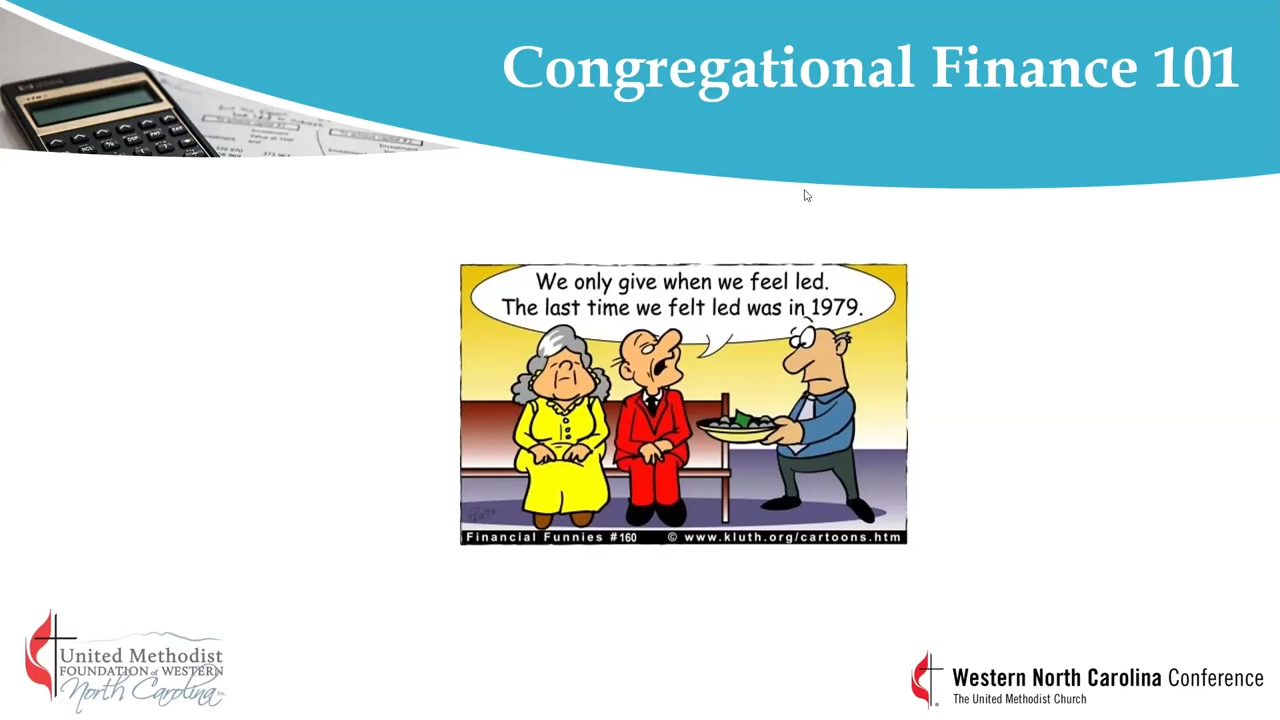 Congregational Finance 101
We only give when we feel led.
The last time we felt led was in 1979.
Financial Funnies #160 © www.kluth.org/cartoons.htm
United Methodist
FOUNDATION of WESTERN
North Carolina
Western North Carolina Conference
The United Methodist Church